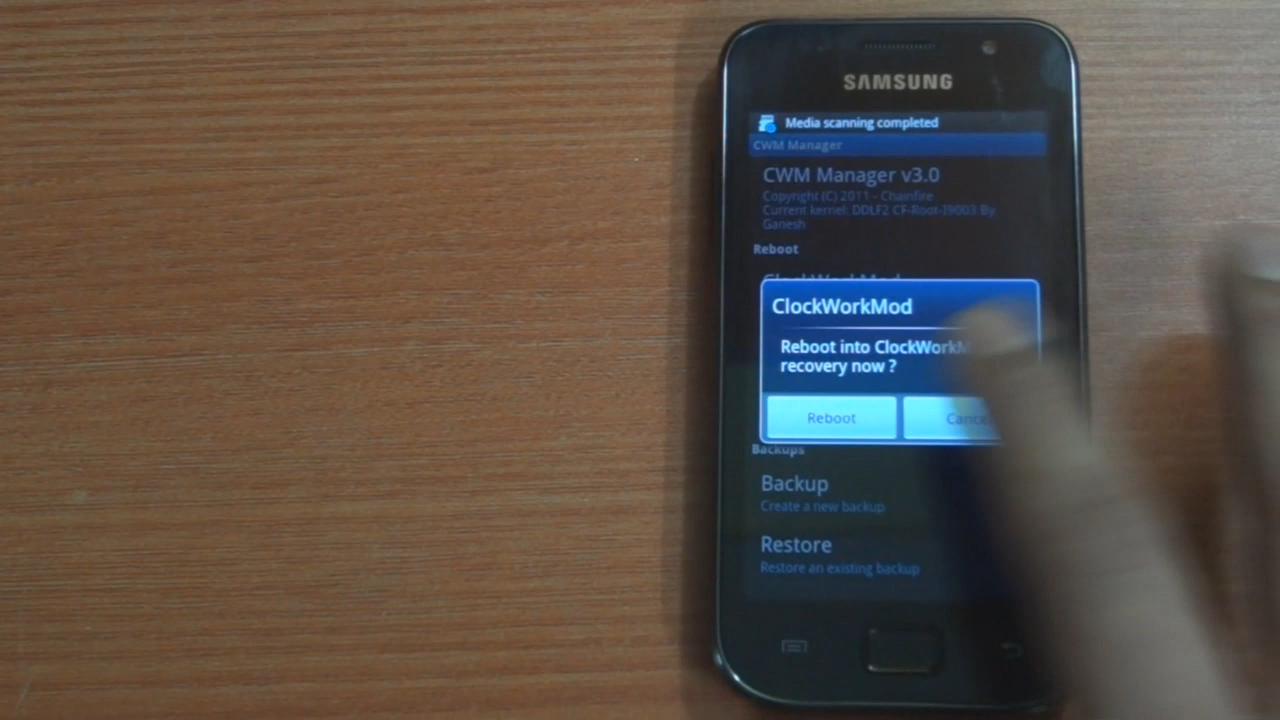 SAMSUNG
Media scanning completed
CWM Manager
CWM Manager v3.0
Copyright (C) 2011 - Chainfire
Current kernel: DDLF2 CF-Root-I9003 By
Ganesh
Reboot
ClockWorkMod
ClockWorkMod
Reboot into ClockWorkM
recovery now ?
Reboot
Cancel
Backups
Backup
Create a new backup
Restore
Restore an existing backup